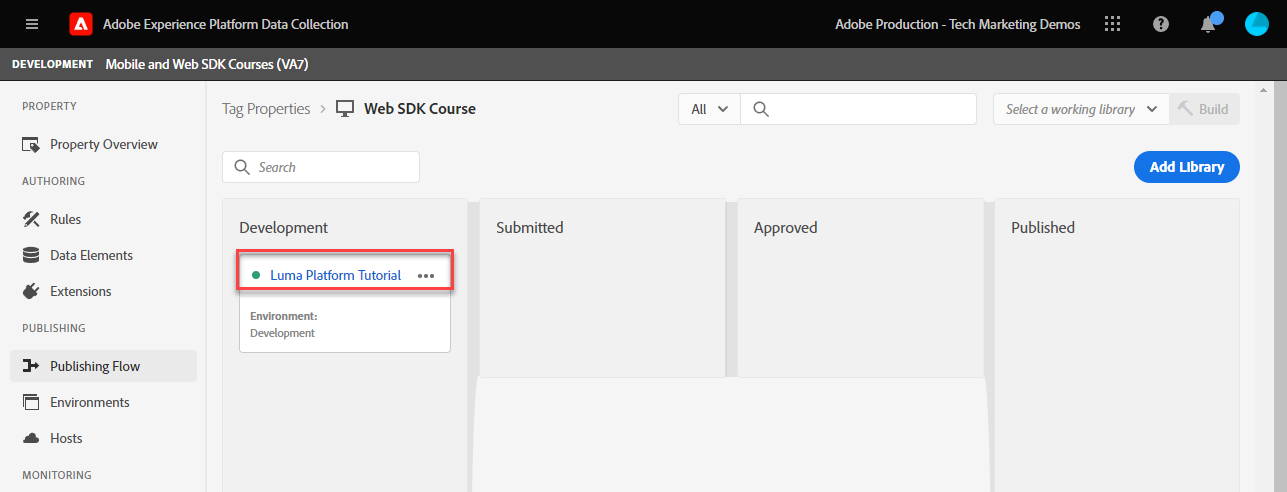 Adobe Experience Platform Data Collection
Adobe Production - Tech Marketing Demos
DEVELOPMENT Mobile and Web SDK Courses (VA7)
PROPERTY
Property Overview
AUTHORING
Rules
Data Elements
Extensions
PUBLISHING
Publishing Flow
Environments
Hosts
MONITORING
Tag Properties > Web SDK Course
All
Select a working library
Build
Search
Add Library
Development
Submitted
Approved
Published
Luma Platform Tutorial
Environment:
Development